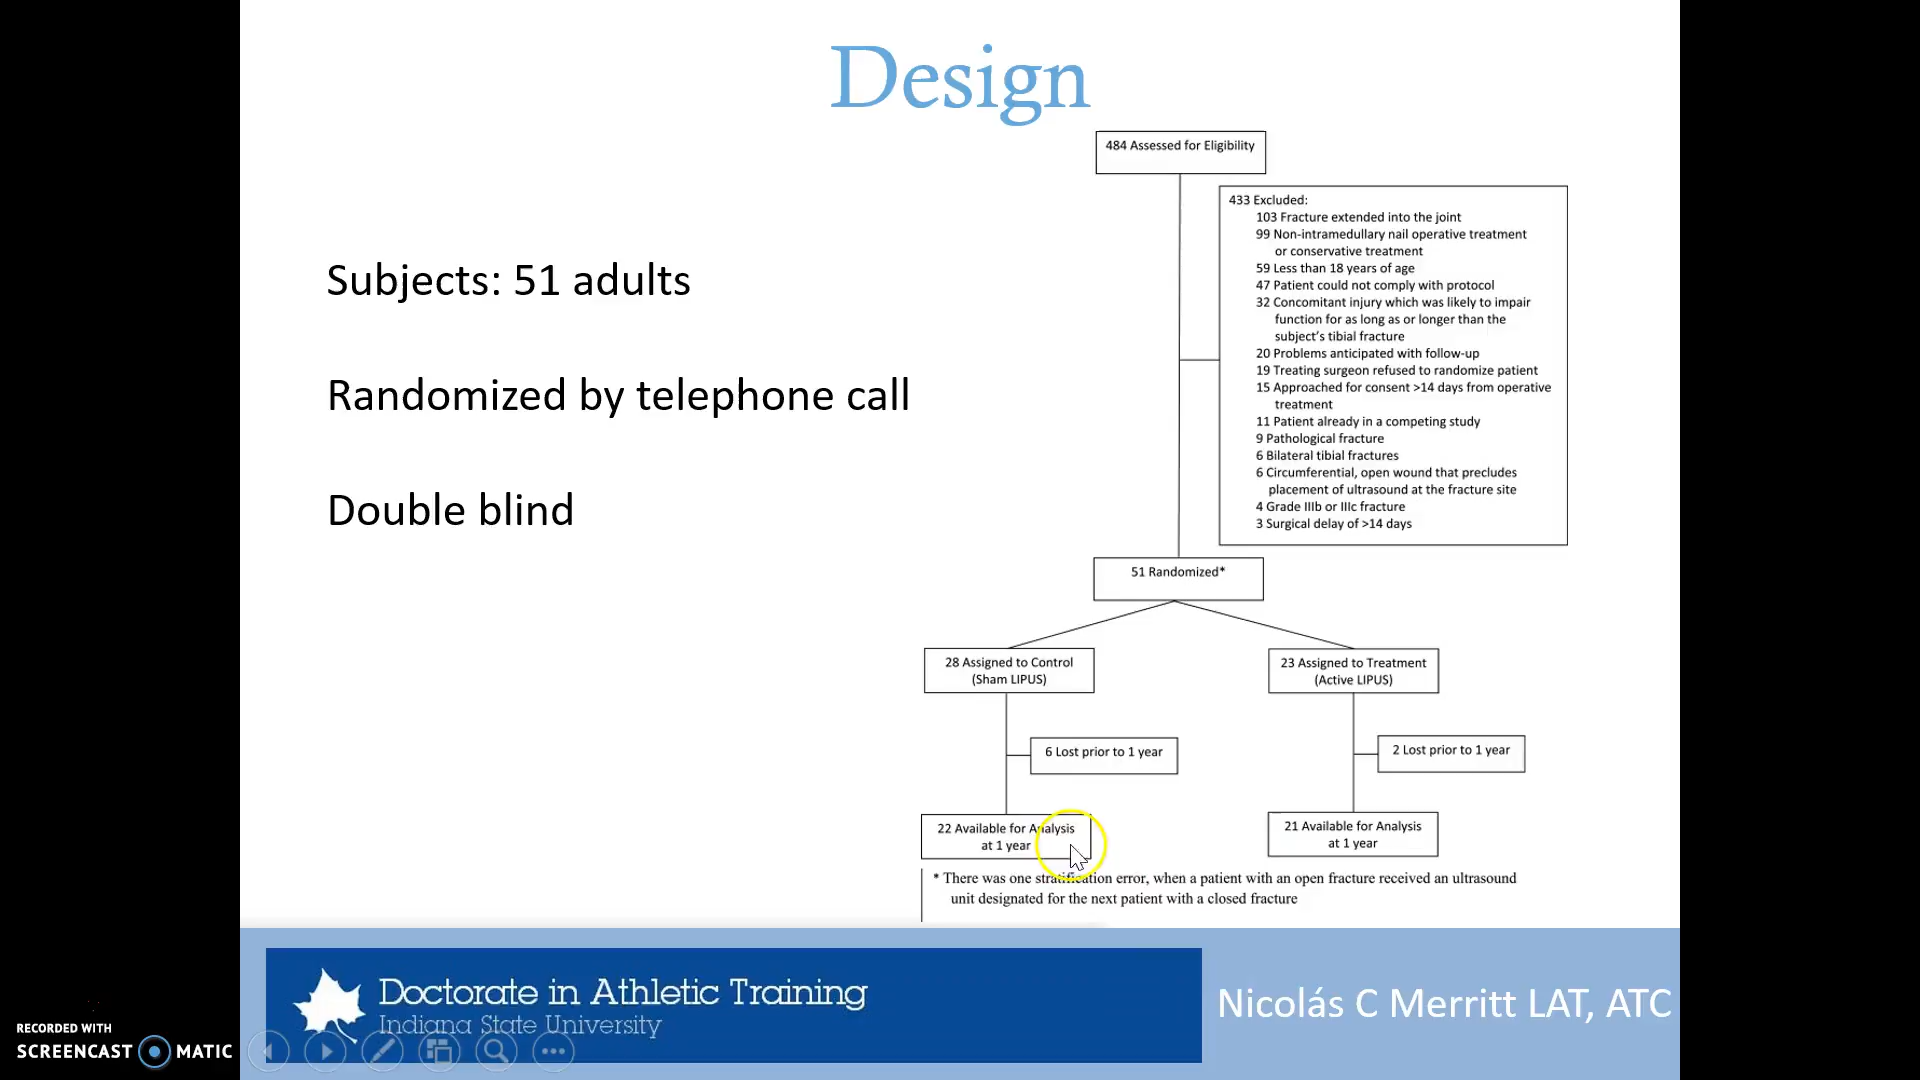 Design
Subjects: 51 adults
Randomized by telephone call
Double blind
484 Assessed for Eligibility
433 Excluded:
103 Fracture extended into the joint
99 Non-intramedullary nail operative treatment
or conservative treatment
59 Less than 18 years of age
47 Patient could not comply with protocol
32 Concomitant injury which was likely to impair
function for as long as or longer than the
subject's tibial fracture
20 Problems anticipated with follow-up
19 Treating surgeon refused to randomize patient
15 Approached for consent >14 days from operative
treatment
11 Patient already in a competing study
9 Pathological fracture
6 Bilateral tibial fractures
6 Circumferential, open wound that precludes
placement of ultrasound at the fracture site
4 Grade IIIb or IIIc fracture
3 Surgical delay of >14 days
51 Randomized*
28 Assigned to Control
(Sham LIPUS)
23 Assigned to Treatment
(Active LIPUS)
6 Lost prior to 1 year
2 Lost prior to 1 year
22 Available for Analysis
at 1 year
21 Available for Analysis
at 1 year
* There was one stratification error, when a patient with an open fracture received an ultrasound
unit designated for the next patient with a closed fracture
Doctorate in Athletic Training
Indiana State University
Nicolás C Merritt LAT, ATC
RECORDED WITH
SCREENCAST MATIC